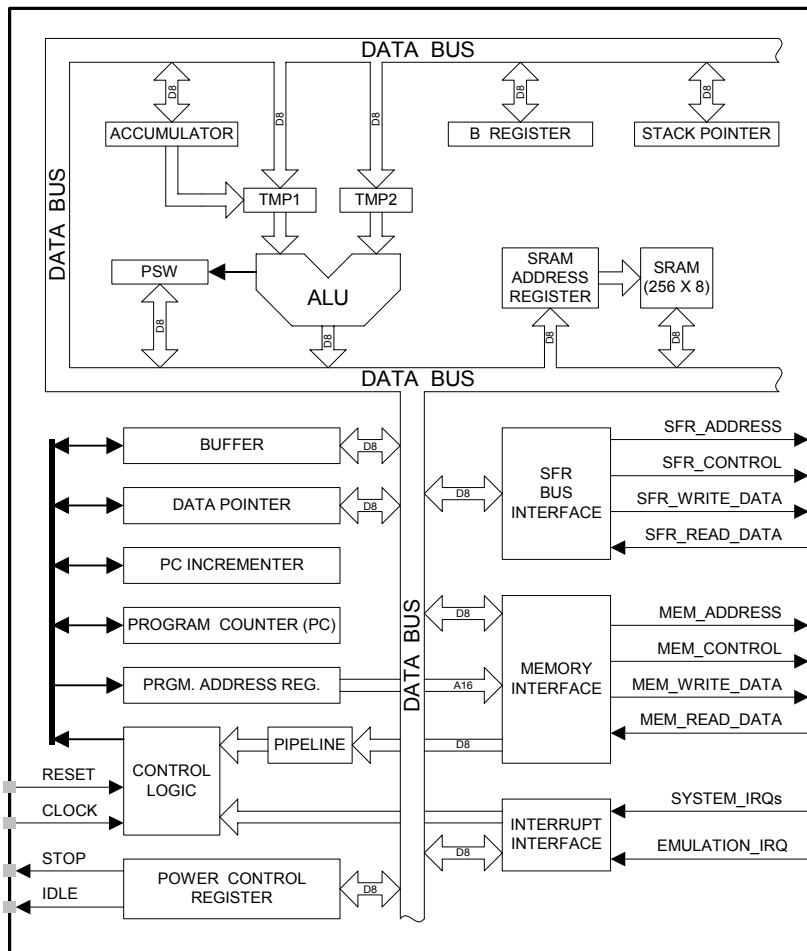 DATA BUS
D8
D8
D8
D8
D8
ACCUMULATOR
B REGISTER
STACK POINTER
DATA BUS
TMP1
TMP2
PSW
ALU
SRAM
ADDRESS
REGISTER
SRAM
(256 X 8)
D8
D8
D8
D8
DATA BUS
BUFFER
D8
DATA POINTER
D8
PC INCREMENTER
PROGRAM COUNTER (PC)
PRGM. ADDRESS REG.
A16
DATA BUS
D8
SFR
BUS
INTERFACE
SFR_ADDRESS
SFR_CONTROL
SFR_WRITE_DATA
SFR_READ_DATA
D8
MEMORY
INTERFACE
MEM_ADDRESS
MEM_CONTROL
MEM_WRITE_DATA
MEM_READ_DATA
PIPELINE
D8
RESET
CLOCK
CONTROL
LOGIC
INTERRUPT
INTERFACE
SYSTEM_IRQs
EMULATION_IRQ
D8
STOP
IDLE
POWER CONTROL
REGISTER
D8